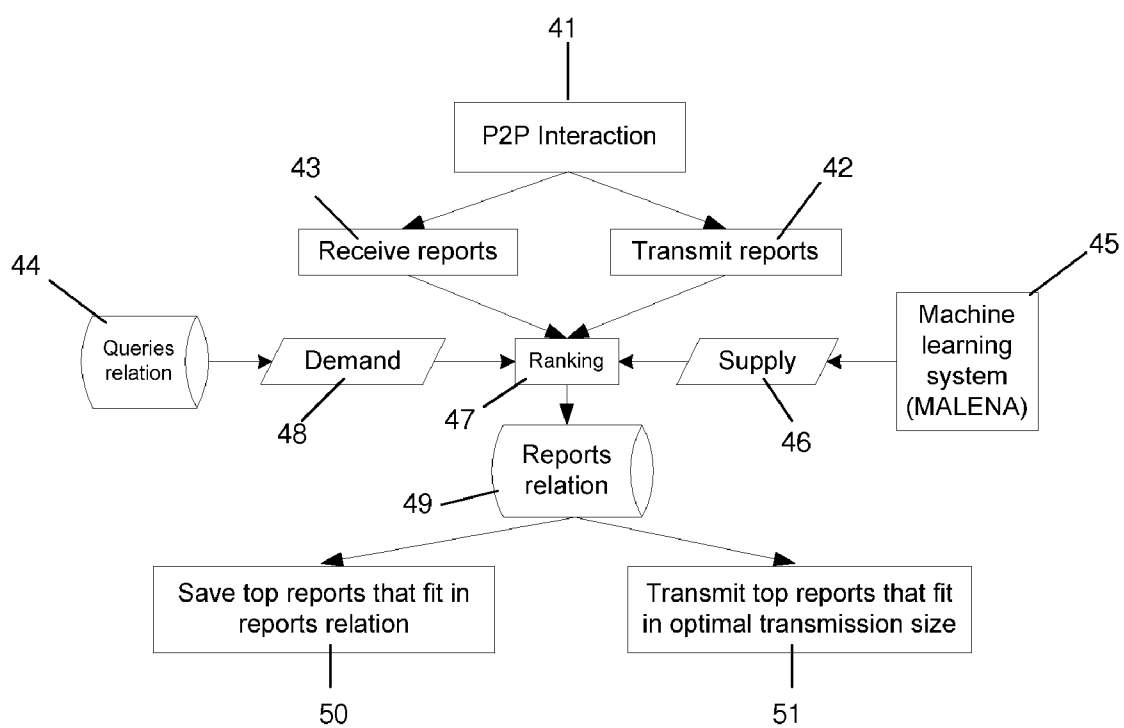 41
P2P Interaction
43
42
Receive reports
Transmit reports
44
45
Queries
relation
Demand
Ranking
Supply
Machine
learning
system
(MALENA)
48
47
46
Reports
relation
49
Save top reports that fit in
reports relation
Transmit top reports that fit
in optimal transmission size
50
51